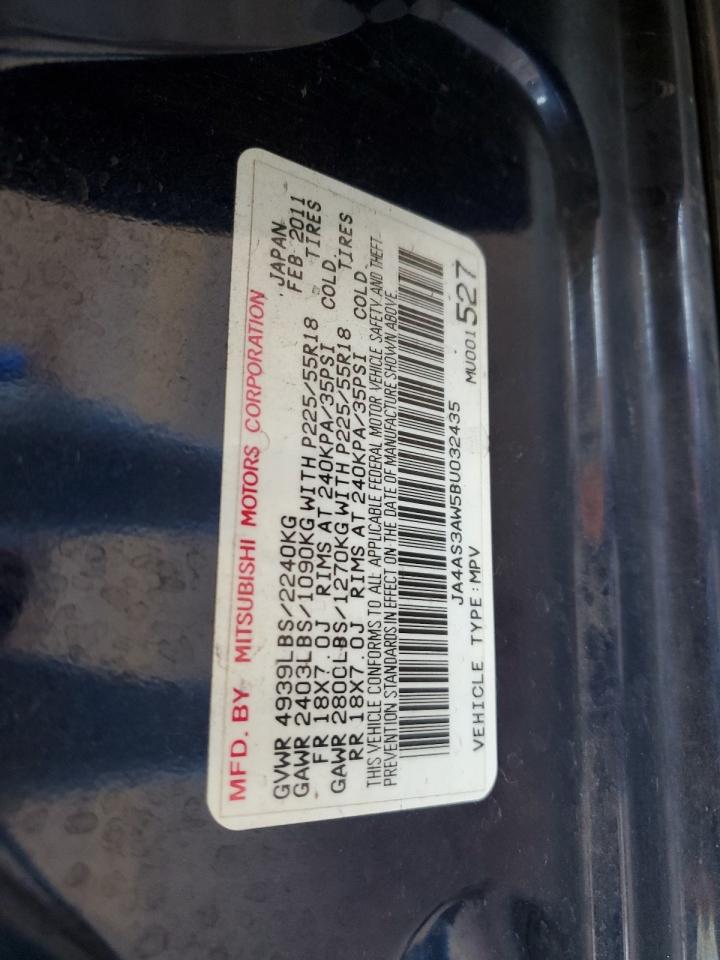 MFD. BY MITSUBISHI MOTORS CORPORATION
JAPAN
GVWR 4939LBS/2240KG FEB 2011
GAWR 2403LBS/1090KG WITH P225/55R18 TIRES
FR 18X7.0J RIMS AT 240KPA/35PSI COLD.
GAWR 280CLBS/1270KG WITH P225/55R18 TIRES
RR 18X7.0J RIMS AT 240KPA/35PSI COLD.
THIS VEHICLE CONFORMS TO ALL APPLICABLE FEDERAL MOTOR VEHICLE SAFETY AND THEFT
PREVENTION STANDARDS IN EFFECT ON THE DATE OF MANUFACTURE SHOWN ABOVE.
JA4AS3AW5BU032435
VEHICLE TYPE:MPV MU001527